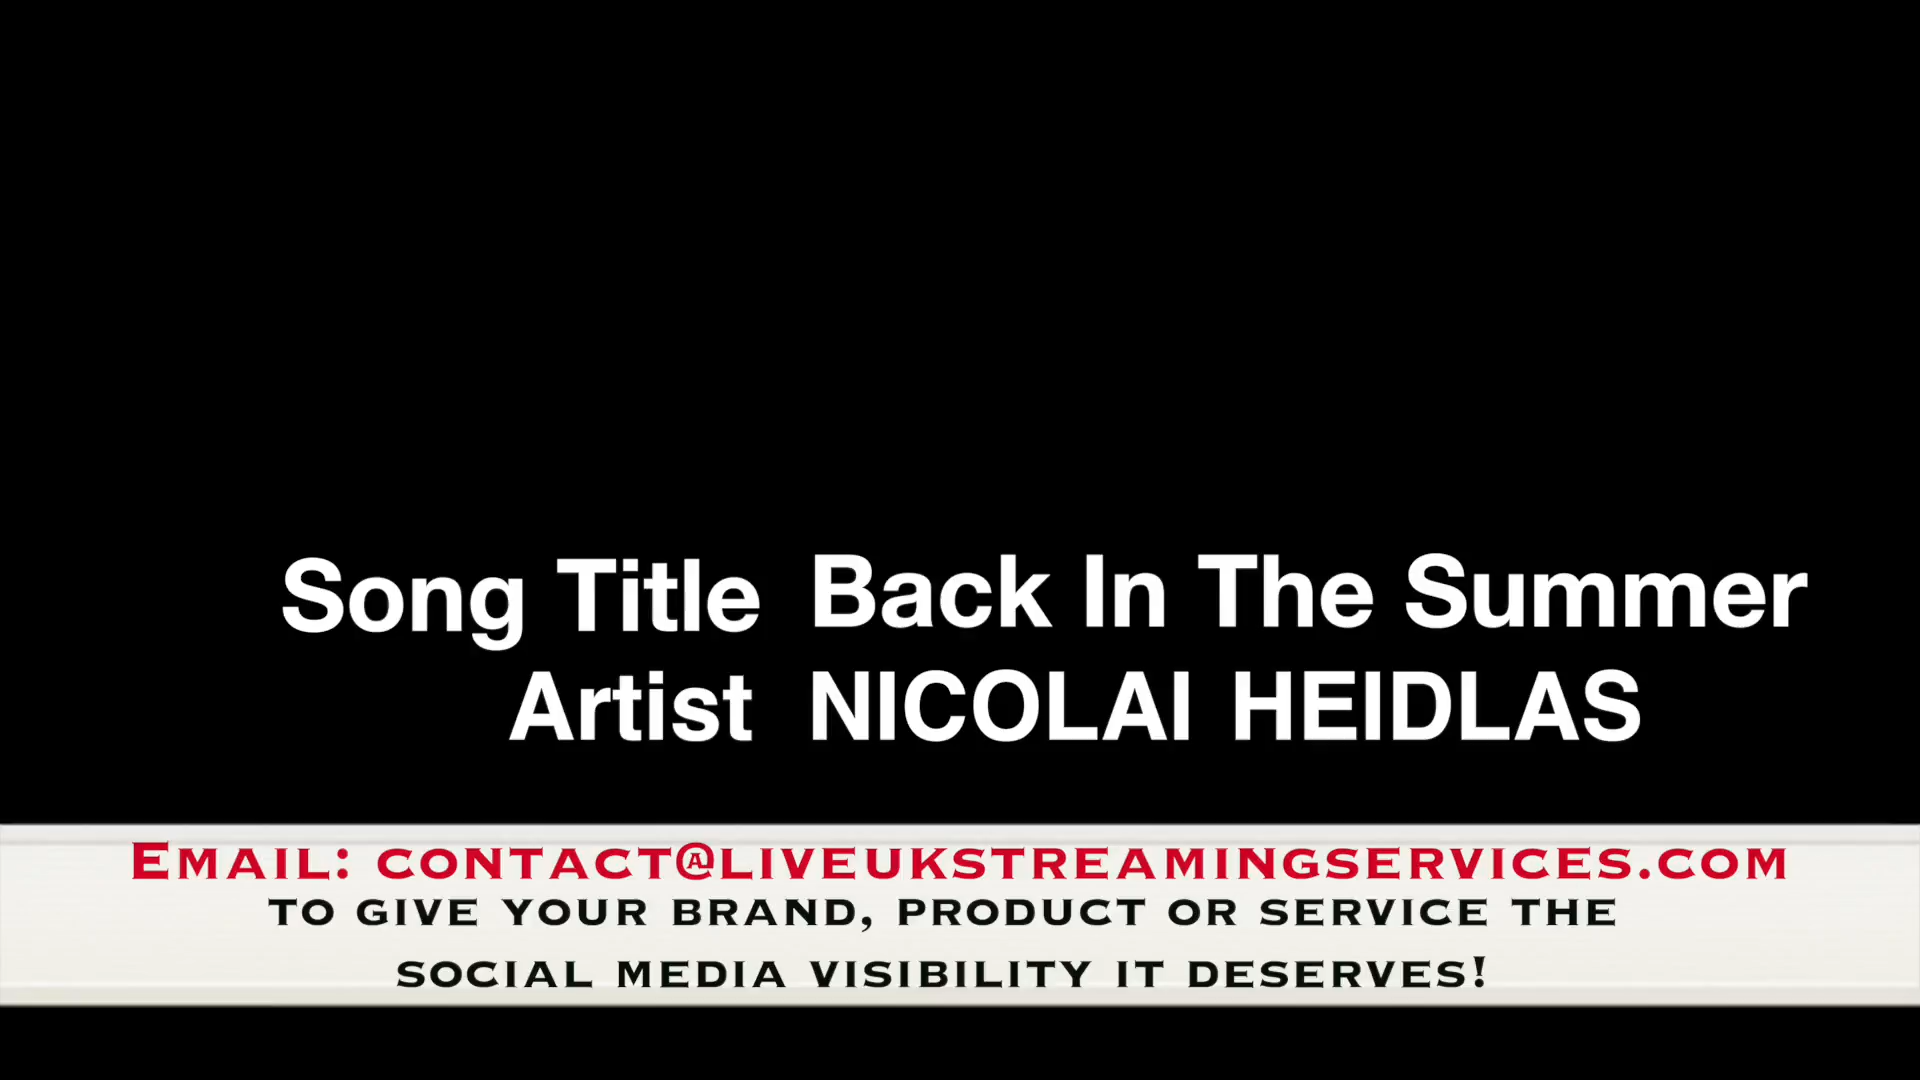 Song Title Back In The Summer
Artist NICOLAI HEIDLAS
EMAIL: CONTACT@LIVEUKSTREAMINGSERVICES.COM
TO GIVE YOUR BRAND, PRODUCT OR SERVICE THE
SOCIAL MEDIA VISIBILITY IT DESERVES!